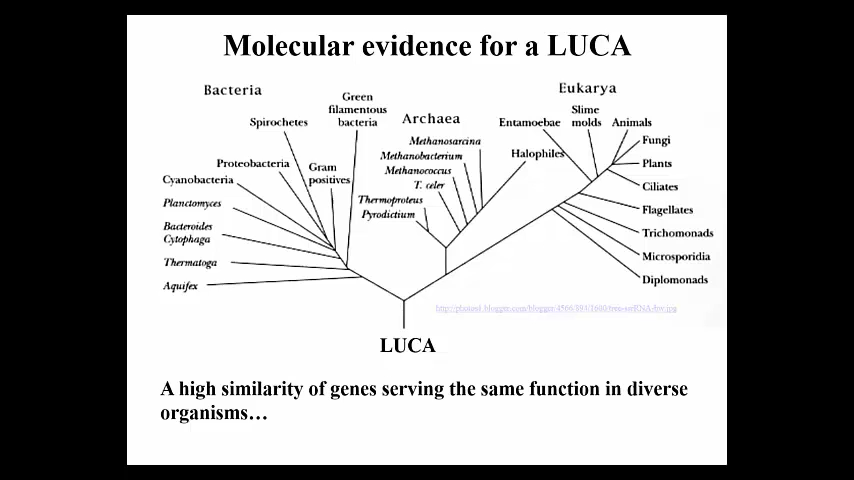 Molecular evidence for a LUCA
Bacteria
Eukarya
Green
filamentous
bacteria
Spirochetes
Archaea
Entamoebae
Slime
molds
Animals
Methanosarcina
Fungi
Methanobacterium
Halophiles
Proteobacteria
Gram
positives
Plants
Methanococcus
Cyanobacteria
T. celer
Ciliates
Planctomyces
Thermoproteus
Pyrodictium
Flagellates
Bacteroides
Cytophaga
Trichomonads
Thermatoga
Microsporidia
Aquifex
Diplomonads
LUCA
A high similarity of genes serving the same function in diverse
organisms…